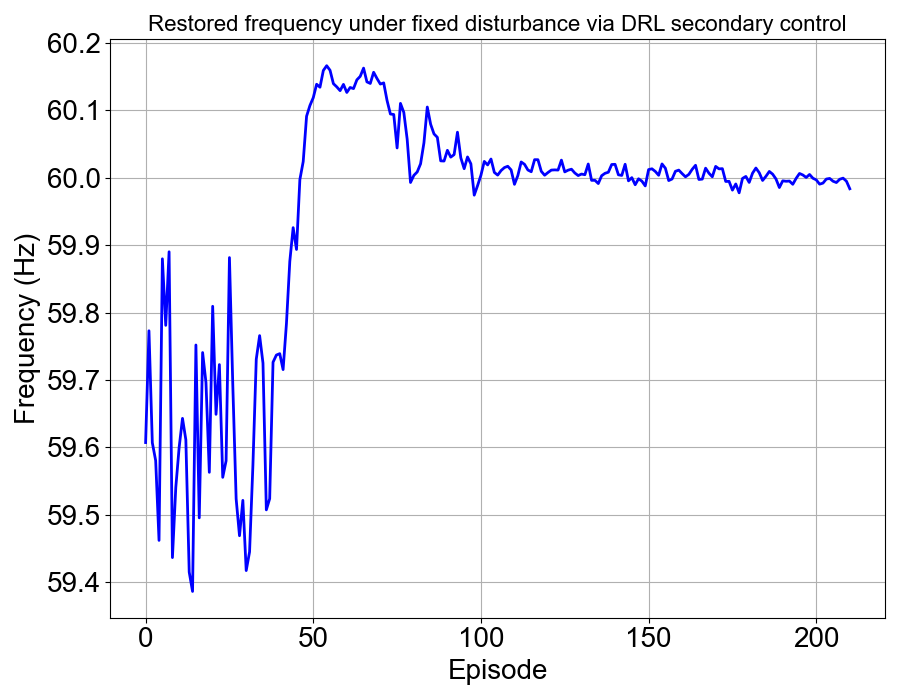 Restored frequency under fixed disturbance via DRL secondary control
60.2
60.1
60.0
59.9
59.8
59.7
59.6
59.5
59.4
Frequency (Hz)
0 50 100 150 200
Episode